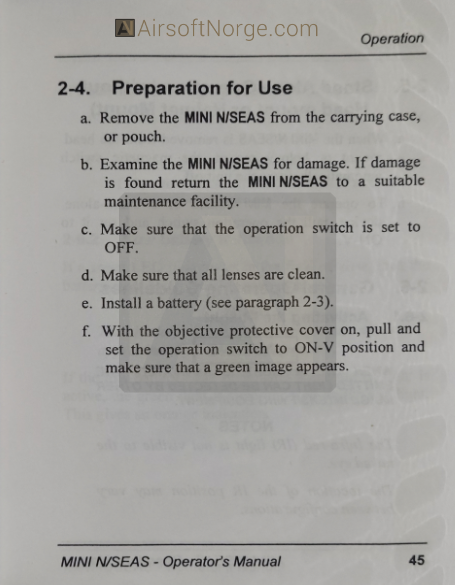 AirsoftNorge.com
Operation
2-4. Preparation for Use
a. Remove the MINI N/SEAS from the carrying case,
or pouch.
b. Examine the MINI N/SEAS for damage. If damage
is found return the MINI N/SEAS to a suitable
maintenance facility.
c. Make sure that the operation switch is set to
OFF.
d. Make sure that all lenses are clean.
e. Install a battery (see paragraph 2-3).
f. With the objective protective cover on, pull and
set the operation switch to ON-V position and
make sure that a green image appears.
MINI N/SEAS - Operator's Manual 45